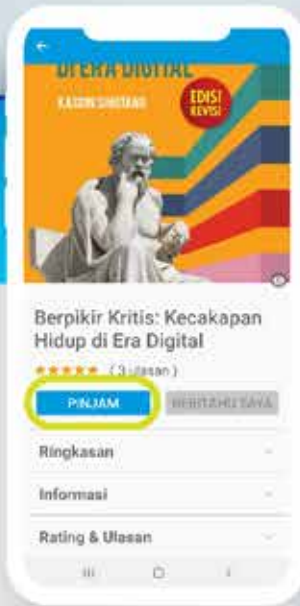 DI ERA DIGITAL
KASDIN SIHOTANG
EDISI
REVISI
Berpikir Kritis: Kecakapan
Hidup di Era Digital
(3 ulasan)
PINJAM
BERITAHU SAYA
Ringkasan
Informasi
Rating & Ulasan